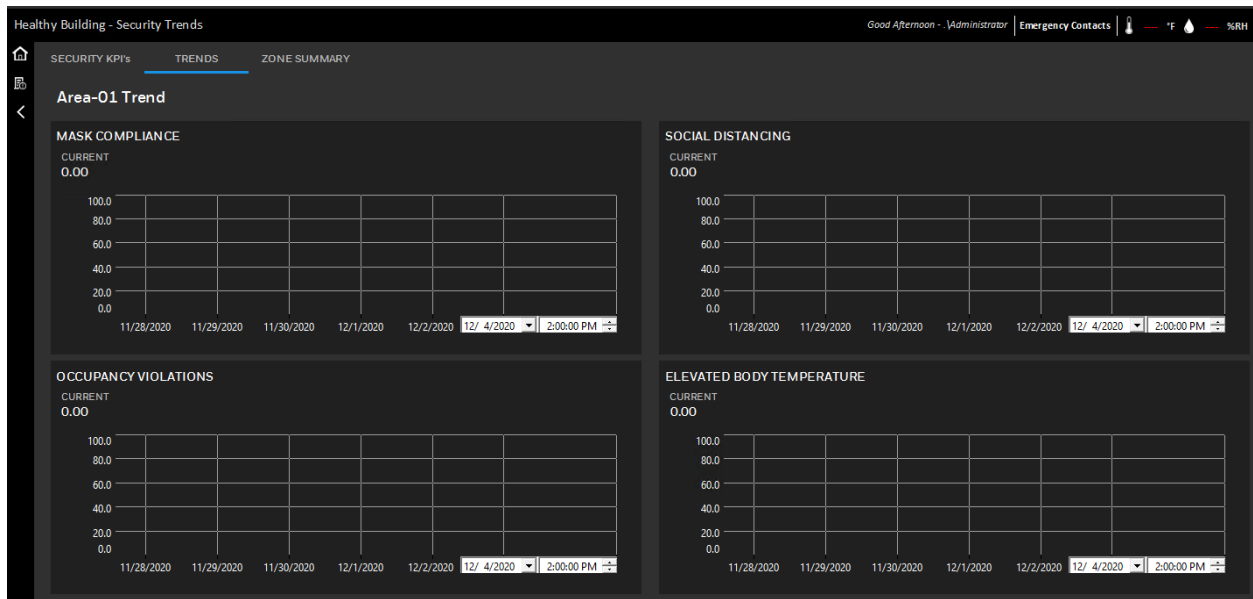 Healthy Building - Security Trends
Good Afternoon - .\Administrator Emergency Contacts ---- °F ---- %RH
SECURITY KPI's TRENDS ZONE SUMMARY
Area-01 Trend
MASK COMPLIANCE
CURRENT
0.00
100.0
80.0
60.0
40.0
20.0
0.0
11/28/2020 11/29/2020 11/30/2020 12/1/2020 12/2/2020 12/ 4/2020 2:00:00 PM
SOCIAL DISTANCING
CURRENT
0.00
100.0
80.0
60.0
40.0
20.0
0.0
11/28/2020 11/29/2020 11/30/2020 12/1/2020 12/2/2020 12/ 4/2020 2:00:00 PM
OCCUPANCY VIOLATIONS
CURRENT
0.00
100.0
80.0
60.0
40.0
20.0
0.0
11/28/2020 11/29/2020 11/30/2020 12/1/2020 12/2/2020 12/ 4/2020 2:00:00 PM
ELEVATED BODY TEMPERATURE
CURRENT
0.00
100.0
80.0
60.0
40.0
20.0
0.0
11/28/2020 11/29/2020 11/30/2020 12/1/2020 12/2/2020 12/ 4/2020 2:00:00 PM